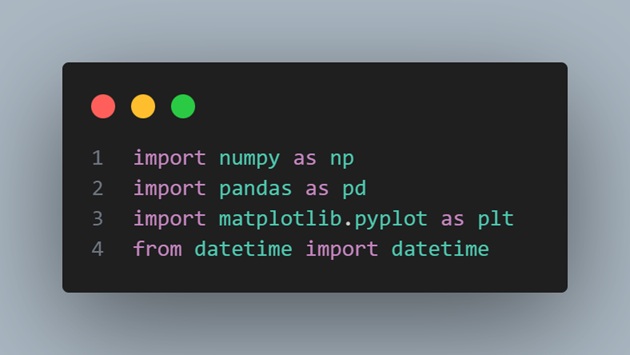 1 import numpy as np
2 import pandas as pd
3 import matplotlib.pyplot as plt
4 from datetime import datetime